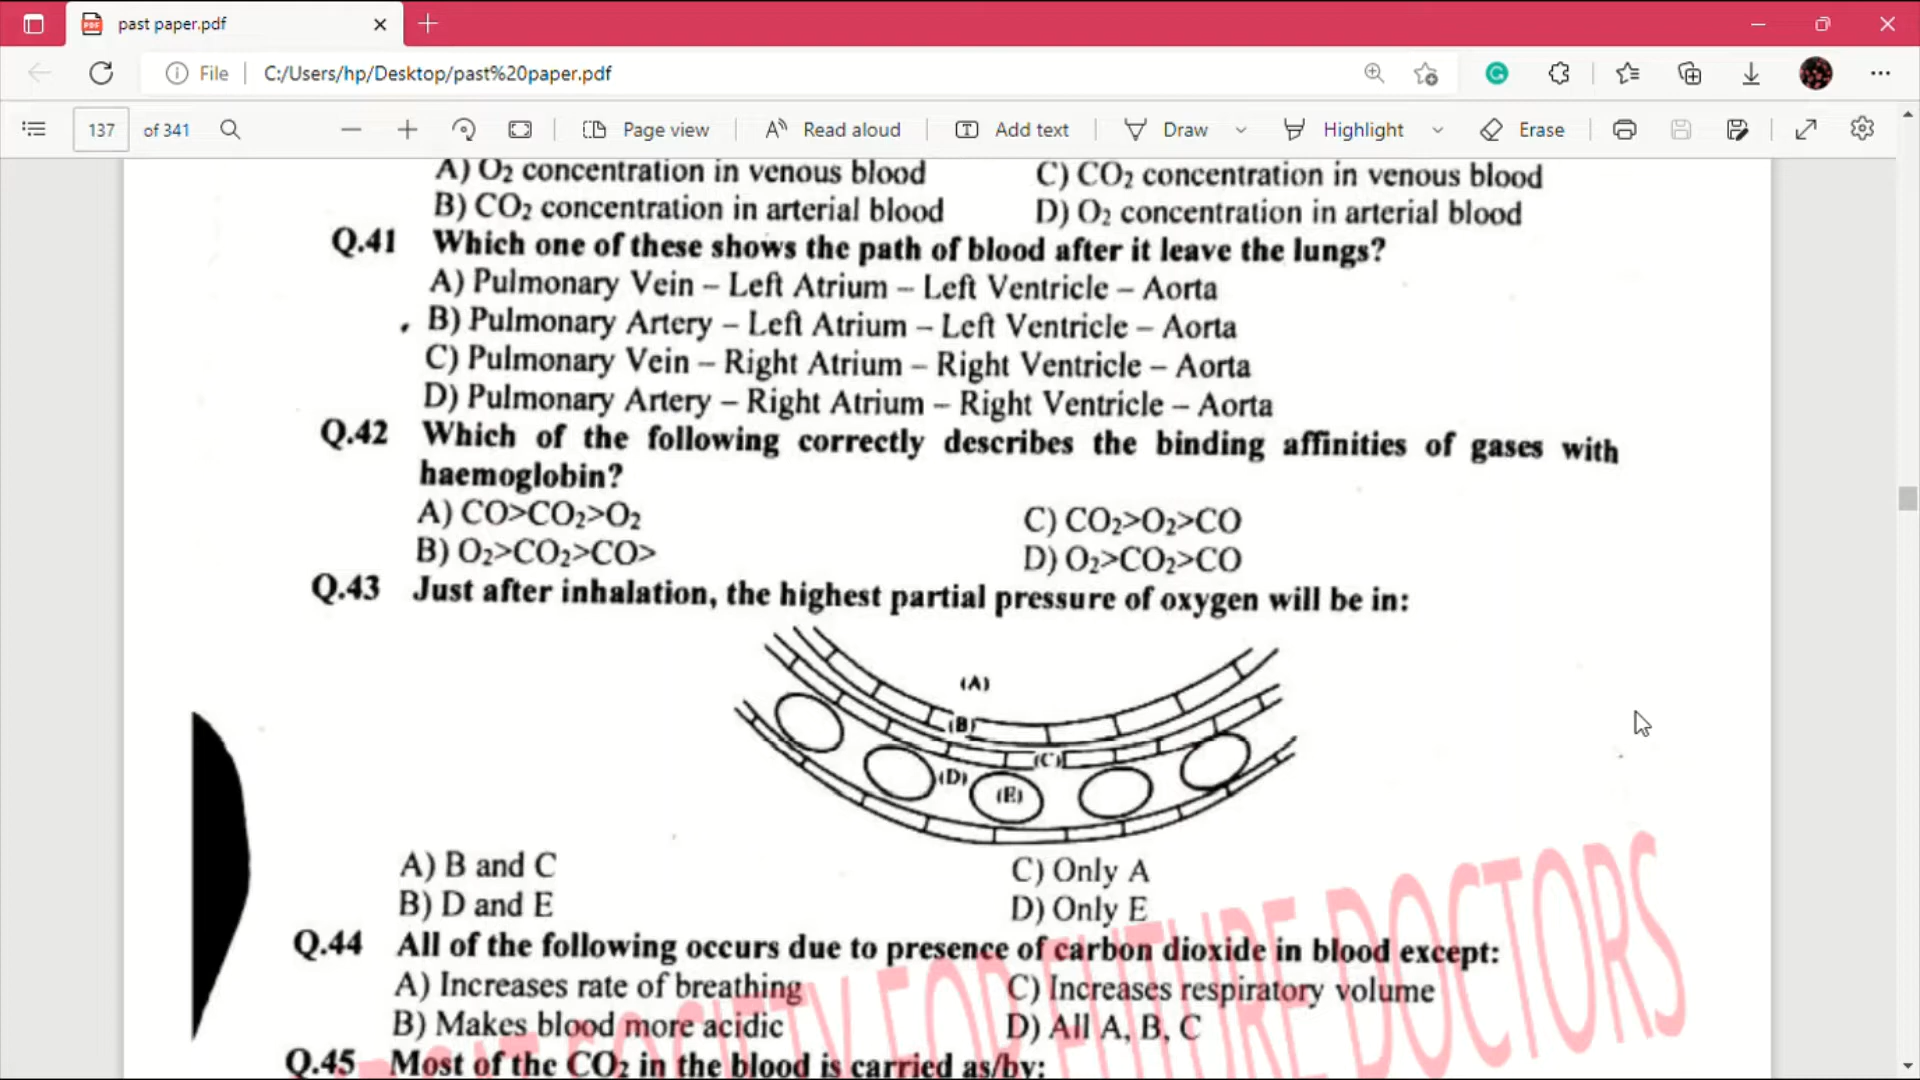 past paper.pdf
File C:/Users/hp/Desktop/past%20paper.pdf
137 of 341 Page view Read aloud Add text Draw Highlight Erase
A) O₂ concentration in venous blood C) CO₂ concentration in venous blood
B) CO₂ concentration in arterial blood D) O₂ concentration in arterial blood
Q.41 Which one of these shows the path of blood after it leave the lungs?
A) Pulmonary Vein – Left Atrium – Left Ventricle – Aorta
B) Pulmonary Artery – Left Atrium – Left Ventricle – Aorta
C) Pulmonary Vein – Right Atrium – Right Ventricle – Aorta
D) Pulmonary Artery – Right Atrium – Right Ventricle – Aorta
Q.42 Which of the following correctly describes the binding affinities of gases with
haemoglobin?
A) CO>CO₂>O₂ C) CO₂>O₂>CO
B) O₂>CO₂>CO> D) O₂>CO₂>CO
Q.43 Just after inhalation, the highest partial pressure of oxygen will be in:
(A)
(B)
(C)
(D)
(E)
A) B and C C) Only A
B) D and E D) Only E
Q.44 All of the following occurs due to presence of carbon dioxide in blood except:
A) Increases rate of breathing C) Increases respiratory volume
B) Makes blood more acidic D) All A, B, C
Q.45 Most of the CO₂ in the blood is carried as/by:
SOCIETY FOR FUTURE DOCTORS